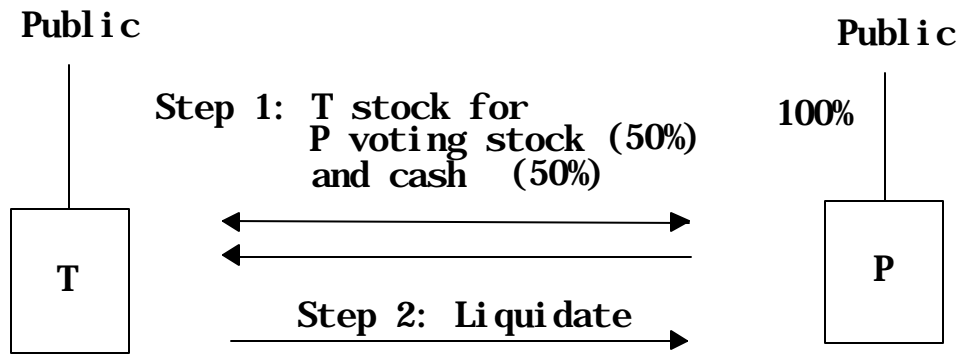 Public
Public
Step 1: T stock for
P voting stock (50%)
and cash (50%)
100%
T
P
Step 2: Liquidate